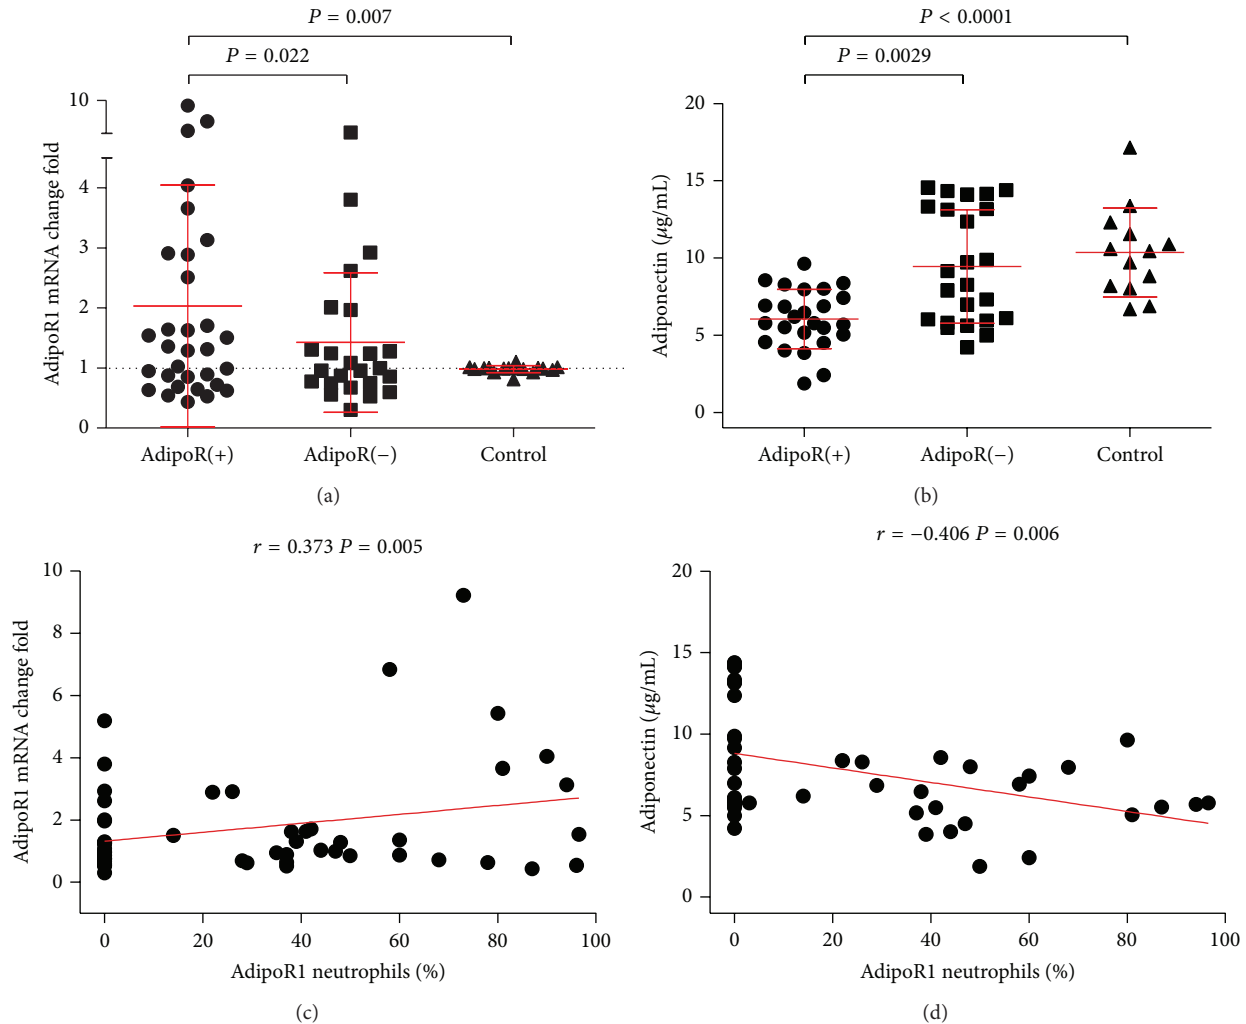 P = 0.007
P = 0.022
10
4
3
2
1
0
AdipoR1 mRNA change fold
AdipoR(+) AdipoR(−) Control
(a)
P < 0.0001
P = 0.0029
20
15
10
5
0
Adiponectin (μg/mL)
AdipoR(+) AdipoR(−) Control
(b)
r = 0.373 P = 0.005
10
8
6
4
2
0
AdipoR1 mRNA change fold
0 20 40 60 80 100
AdipoR1 neutrophils (%)
(c)
r = −0.406 P = 0.006
20
15
10
5
0
Adiponectin (μg/mL)
0 20 40 60 80 100
AdipoR1 neutrophils (%)
(d)